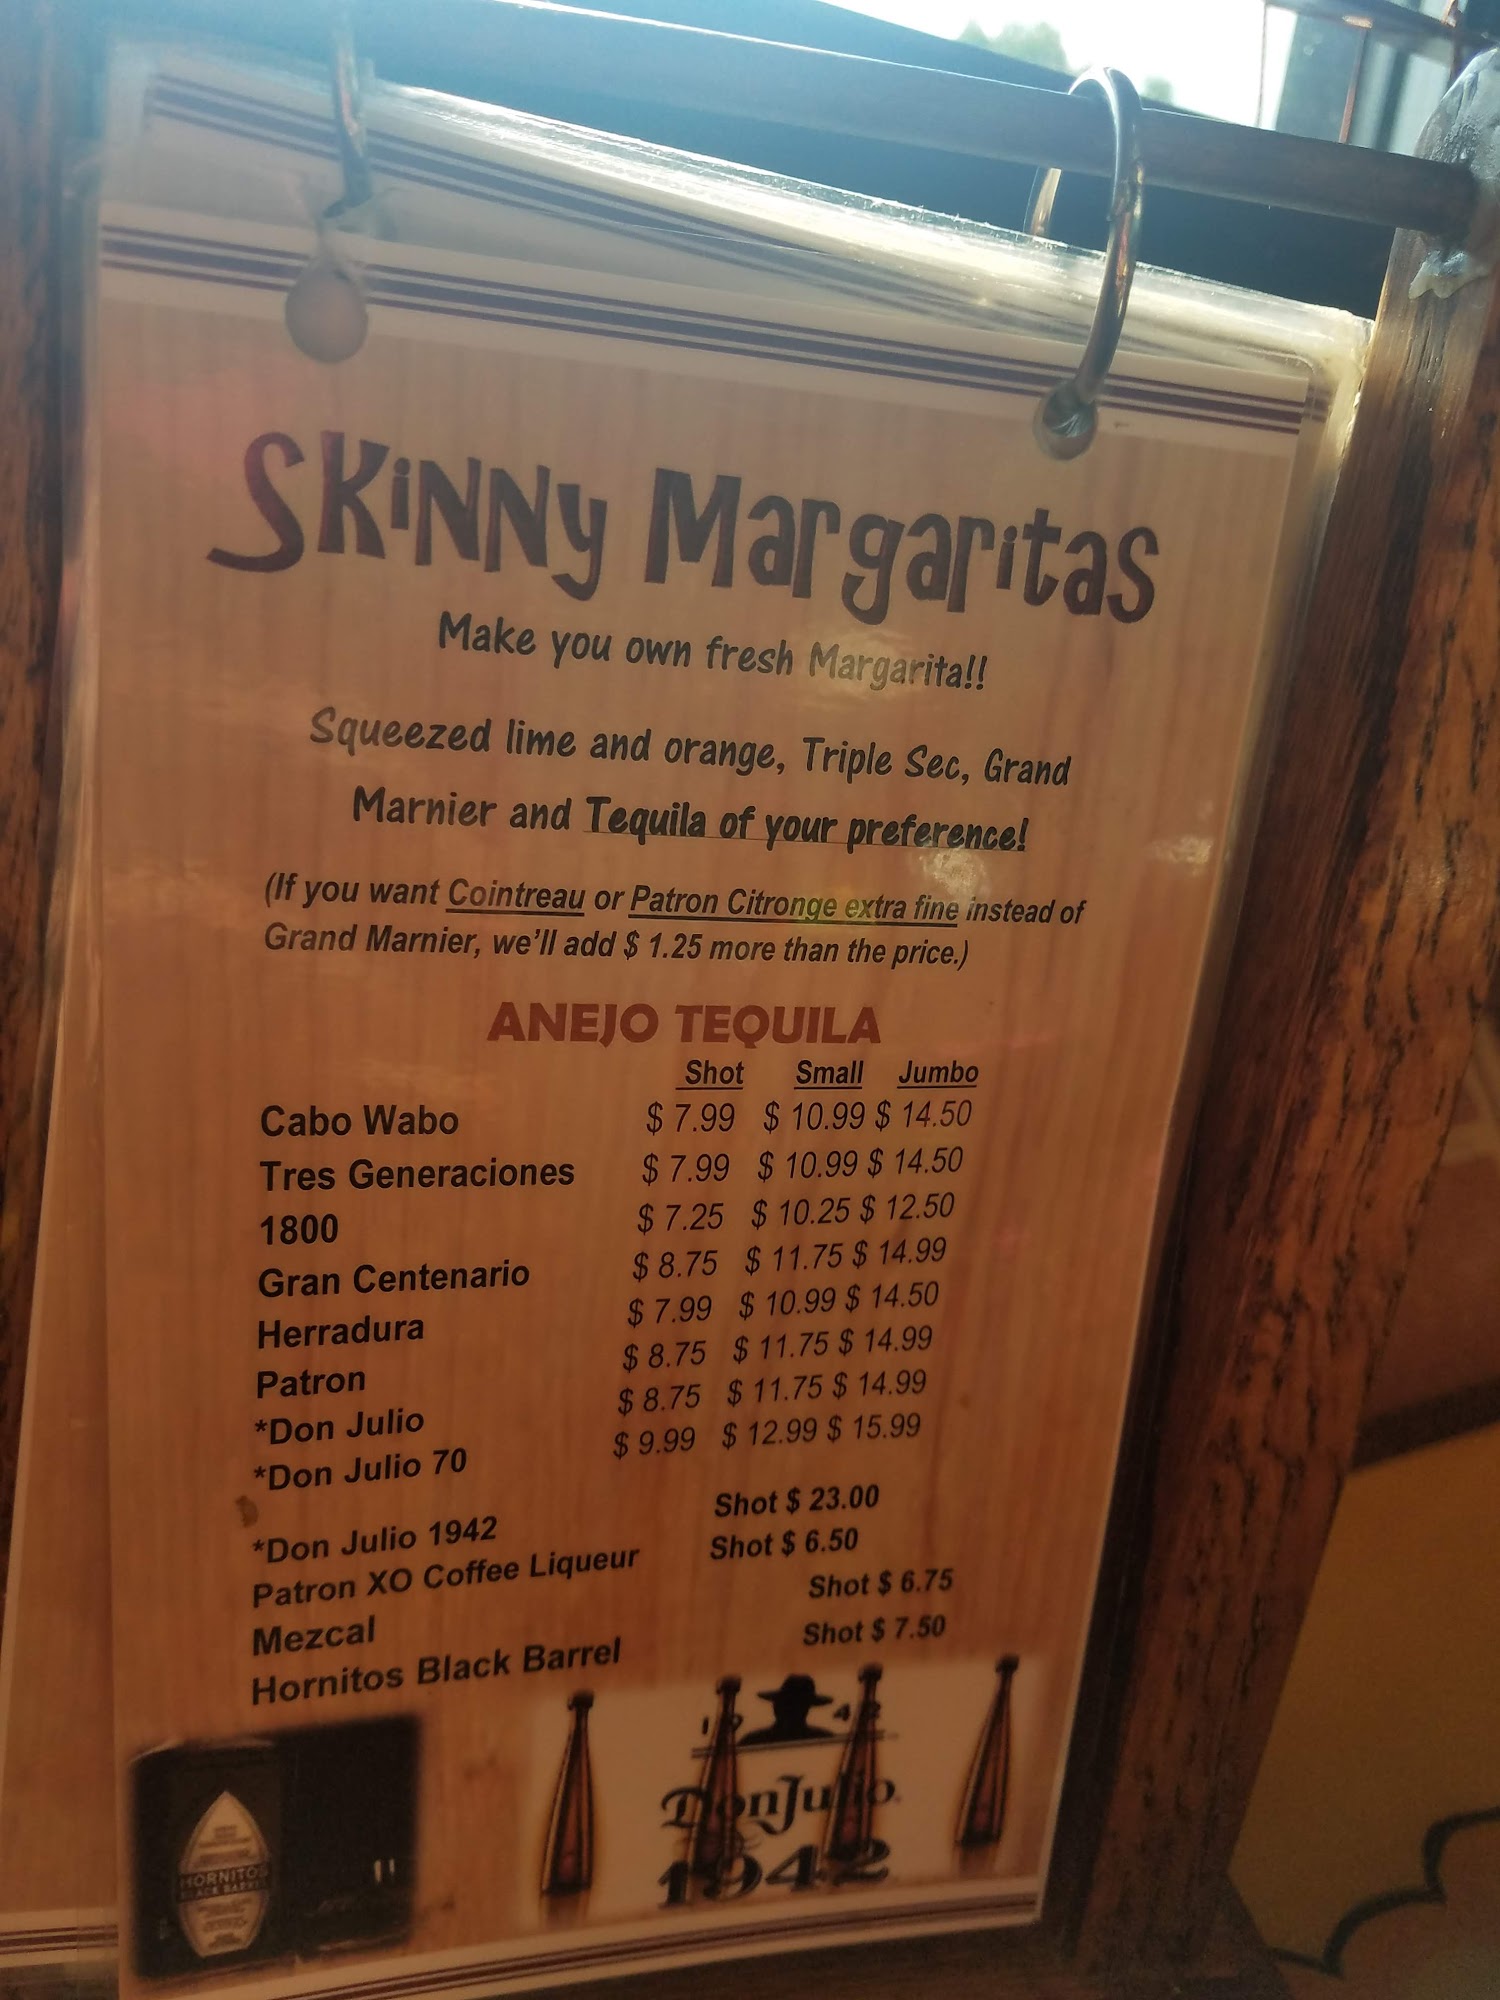 SKiNNy Margaritas
Make you own fresh Margarita!!
Squeezed lime and orange, Triple Sec, Grand
Marnier and Tequila of your preference!
(If you want Cointreau or Patron Citronge extra fine instead of
Grand Marnier, we'll add $ 1.25 more than the price.)
ANEJO TEQUILA
Shot Small Jumbo
Cabo Wabo $ 7.99 $ 10.99 $ 14.50
Tres Generaciones $ 7.99 $ 10.99 $ 14.50
1800 $ 7.25 $ 10.25 $ 12.50
Gran Centenario $ 8.75 $ 11.75 $ 14.99
Herradura $ 7.99 $ 10.99 $ 14.50
Patron $ 8.75 $ 11.75 $ 14.99
*Don Julio $ 8.75 $ 11.75 $ 14.99
*Don Julio 70 $ 9.99 $ 12.99 $ 15.99
*Don Julio 1942 Shot $ 23.00
Patron XO Coffee Liqueur Shot $ 6.50
Mezcal Shot $ 6.75
Hornitos Black Barrel Shot $ 7.50
Don Julio
1942
HORNITOS
BLACK BARREL